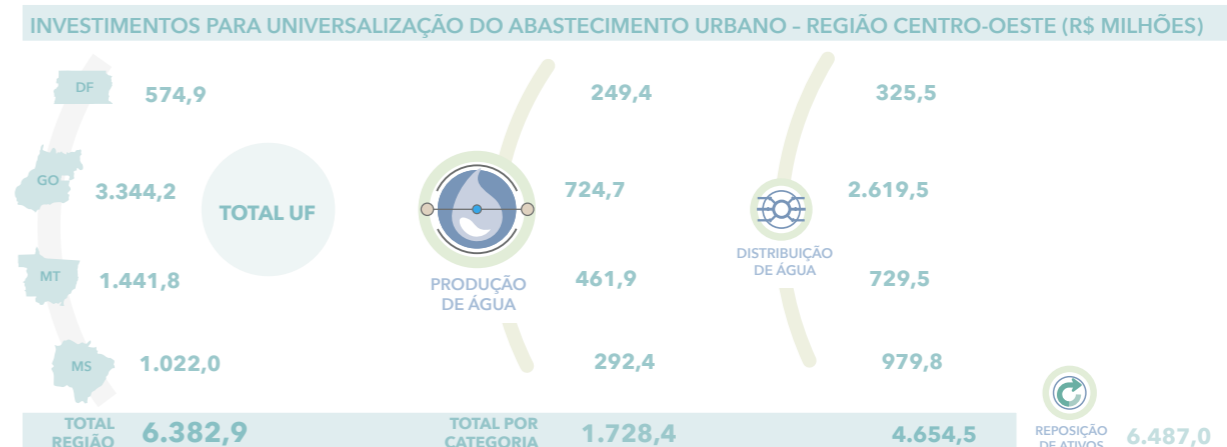 INVESTIMENTOS PARA UNIVERSALIZAÇÃO DO ABASTECIMENTO URBANO – REGIÃO CENTRO-OESTE (R$ MILHÕES)
DF 574,9 249,4 325,5
GO 3.344,2 724,7 2.619,5
TOTAL UF
MT 1.441,8 461,9 729,5
PRODUÇÃO
DE ÁGUA
DISTRIBUIÇÃO
DE ÁGUA
MS 1.022,0 292,4 979,8
TOTAL
REGIÃO
6.382,9
TOTAL POR
CATEGORIA
1.728,4
4.654,5
REPOSIÇÃO
DE ATIVOS
6.487,0